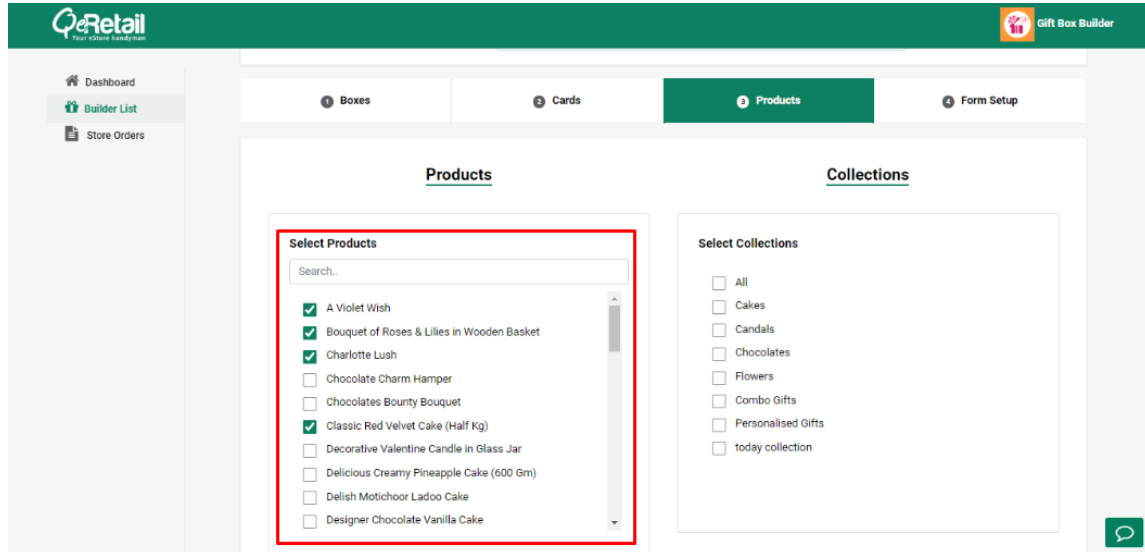 QeRetail
Your eStore handyman
Gift Box Builder
Dashboard
Builder List
Store Orders
1 Boxes
2 Cards
3 Products
4 Form Setup
Products
Collections
Select Products
Search..
A Violet Wish
Bouquet of Roses & Lilies in Wooden Basket
Charlotte Lush
Chocolate Charm Hamper
Chocolates Bounty Bouquet
Classic Red Velvet Cake (Half Kg)
Decorative Valentine Candle in Glass Jar
Delicious Creamy Pineapple Cake (600 Gm)
Delish Motichoor Ladoo Cake
Designer Chocolate Vanilla Cake
Select Collections
All
Cakes
Candals
Chocolates
Flowers
Combo Gifts
Personalised Gifts
today collection